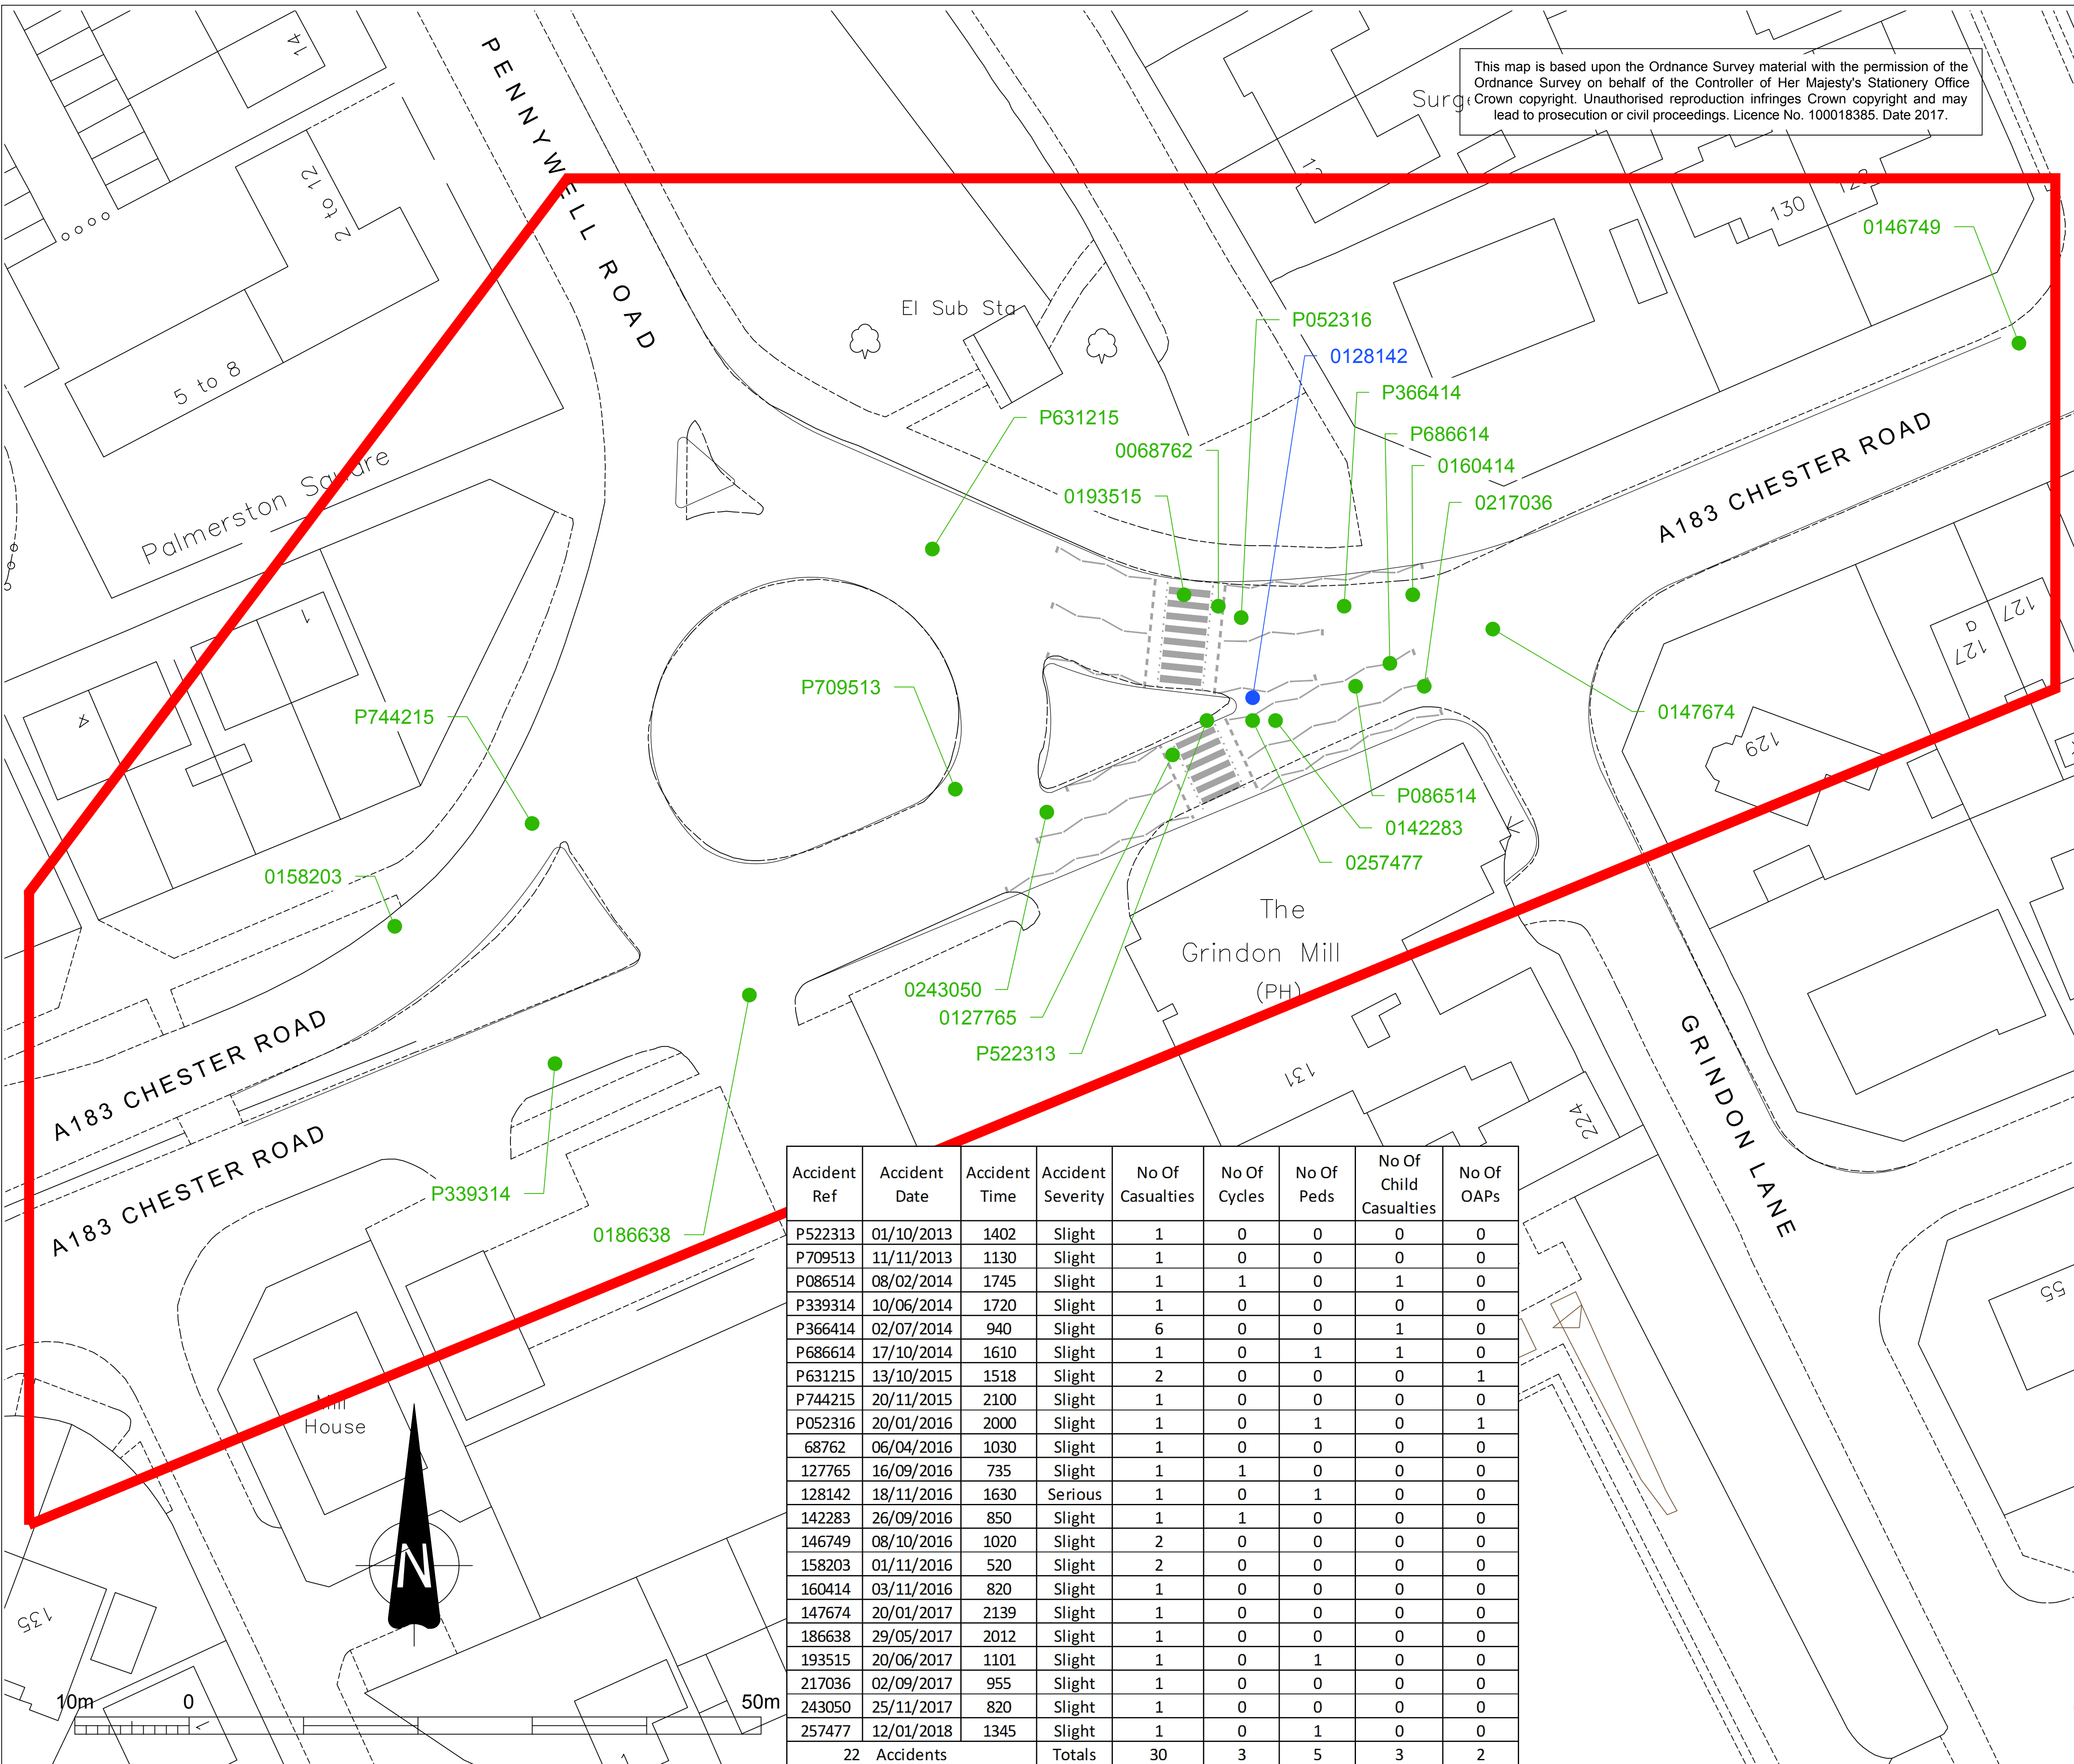 This map is based upon the Ordnance Survey material with the permission of the
Ordnance Survey on behalf of the Controller of Her Majesty's Stationery Office
Crown copyright. Unauthorised reproduction infringes Crown copyright and may
lead to prosecution or civil proceedings. Licence No. 100018385. Date 2017.
14
PENNYWELL ROAD
2 to 12
130
128
0146749
El Sub Sta
P052316
0128142
5 to 8
P366414
P631215
P686614
0068762
0160414
A183 CHESTER ROAD
0193515
0217036
Palmerston Square
1
127
127
a
P709513
4
P744215
0147674
129
P086514
0142283
0158203
0257477
The
Grindon Mill
(PH)
0243050
0127765
P522313
A183 CHESTER ROAD
131
224
GRINDON LANE
A183 CHESTER ROAD
P339314
0186638
55
Mill
House
N
135
10m 0 50m
Accident Ref Accident Date Accident Time Accident Severity No Of Casualties No Of Cycles No Of Peds No Of Child Casualties No Of OAPs
P522313 01/10/2013 1402 Slight 1 0 0 0 0
P709513 11/11/2013 1130 Slight 1 0 0 0 0
P086514 08/02/2014 1745 Slight 1 1 0 1 0
P339314 10/06/2014 1720 Slight 1 0 0 0 0
P366414 02/07/2014 940 Slight 6 0 0 1 0
P686614 17/10/2014 1610 Slight 1 0 1 1 0
P631215 13/10/2015 1518 Slight 2 0 0 0 1
P744215 20/11/2015 2100 Slight 1 0 0 0 0
P052316 20/01/2016 2000 Slight 1 0 1 0 1
68762 06/04/2016 1030 Slight 1 0 0 0 0
127765 16/09/2016 735 Slight 1 1 0 0 0
128142 18/11/2016 1630 Serious 1 0 1 0 0
142283 26/09/2016 850 Slight 1 1 0 0 0
146749 08/10/2016 1020 Slight 2 0 0 0 0
158203 01/11/2016 520 Slight 2 0 0 0 0
160414 03/11/2016 820 Slight 1 0 0 0 0
147674 20/01/2017 2139 Slight 1 0 0 0 0
186638 29/05/2017 2012 Slight 1 0 0 0 0
193515 20/06/2017 1101 Slight 1 0 1 0 0
217036 02/09/2017 955 Slight 1 0 0 0 0
243050 25/11/2017 820 Slight 1 0 0 0 0
257477 12/01/2018 1345 Slight 1 0 1 0 0
22 Accidents Totals 30 3 5 3 2